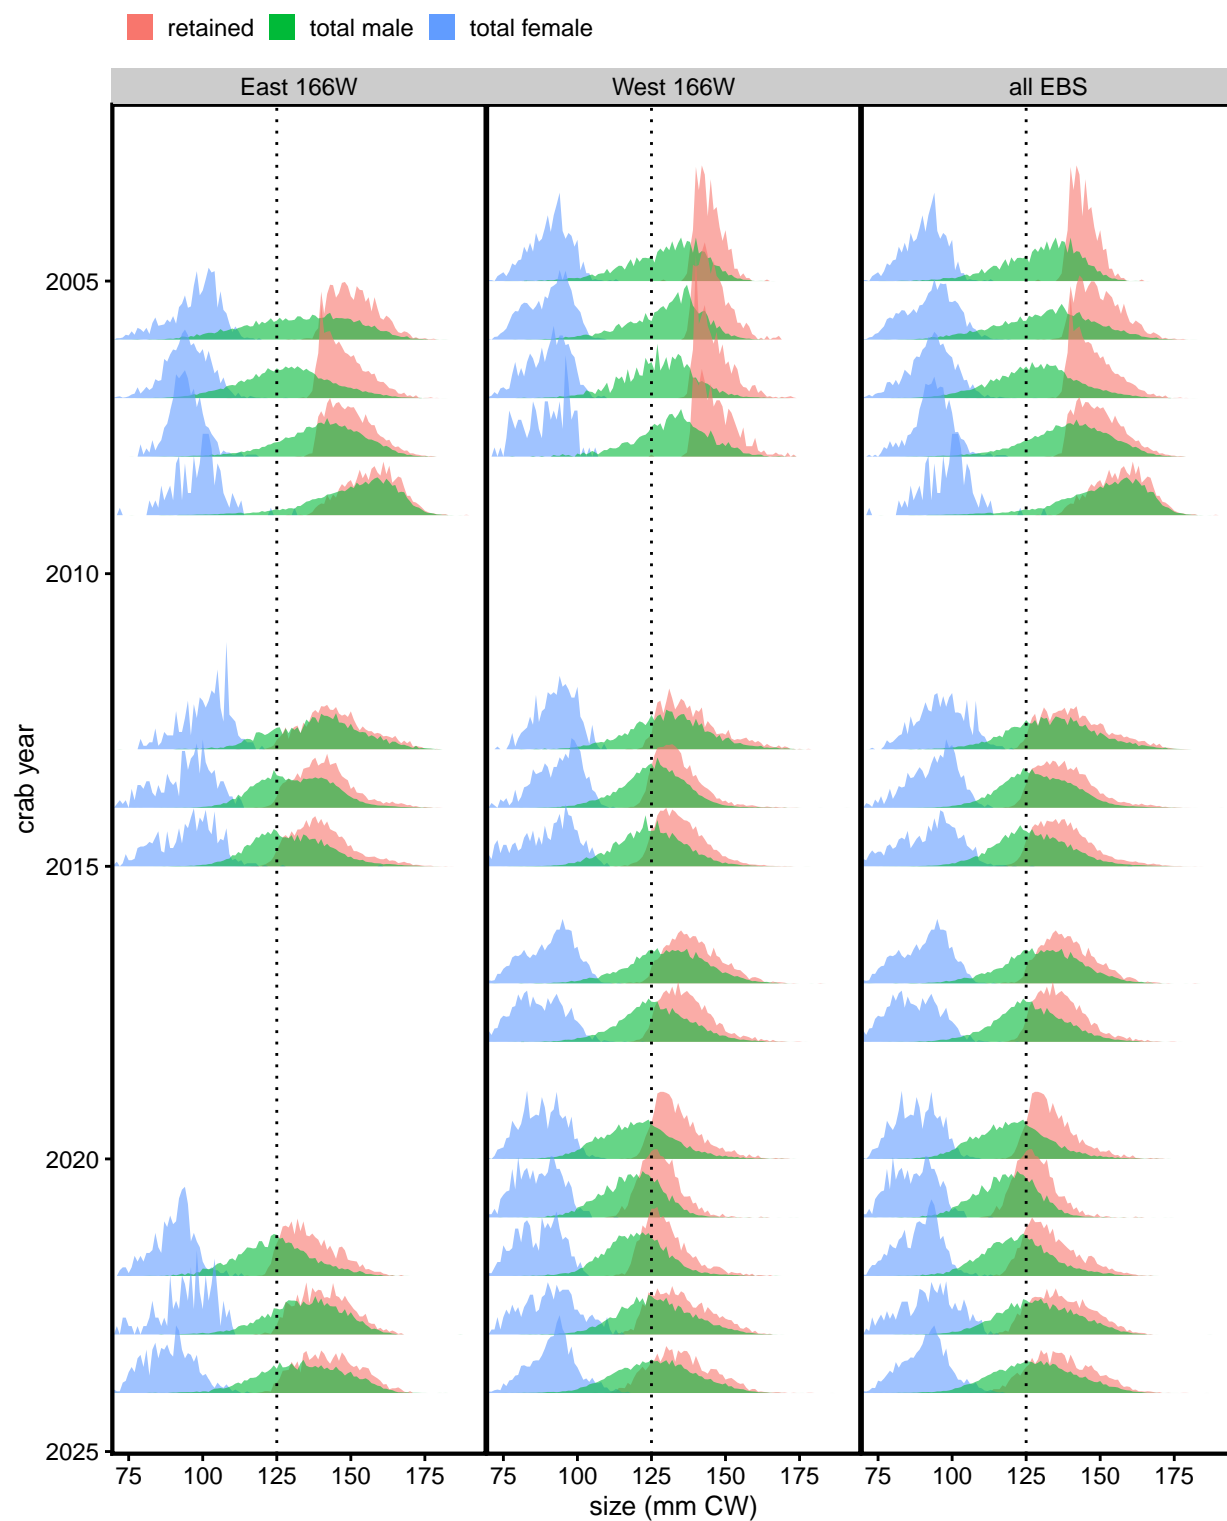 retained total male total female
East 166W West 166W all EBS
2005
2010
2015
2020
2025
crab year
75 100 125 150 175 75 100 125 150 175 75 100 125 150 175
size (mm CW)